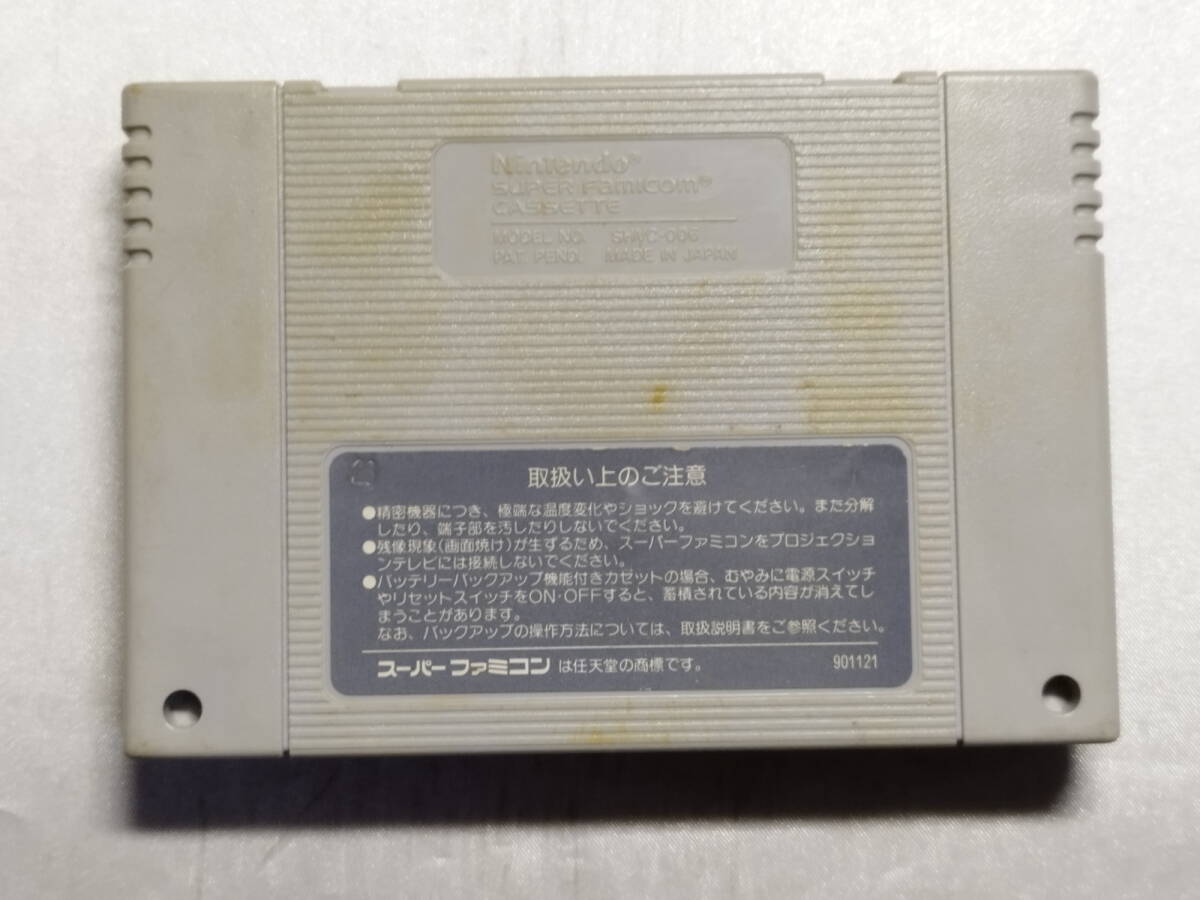 Nintendo®
SUPER Famicom®
CASSETTE
MODEL NO. SHVC-006
PAT. PEND. MADE IN JAPAN
取扱い上のご注意
●精密機器につき、極端な温度変化やショックを避けてください。また分解
したり、端子部を汚したりしないでください。
●残像現象(画面焼け)が生ずるため、スーパーファミコンをプロジェクショ
ンテレビには接続しないでください。
●バッテリーバックアップ機能付きカセットの場合、むやみに電源スイッチ
やリセットスイッチをON・OFFすると、蓄積されている内容が消えてし
まうことがあります。
なお、バックアップの操作方法については、取扱説明書をご参照ください。
スーパーファミコン は任天堂の商標です。 901121